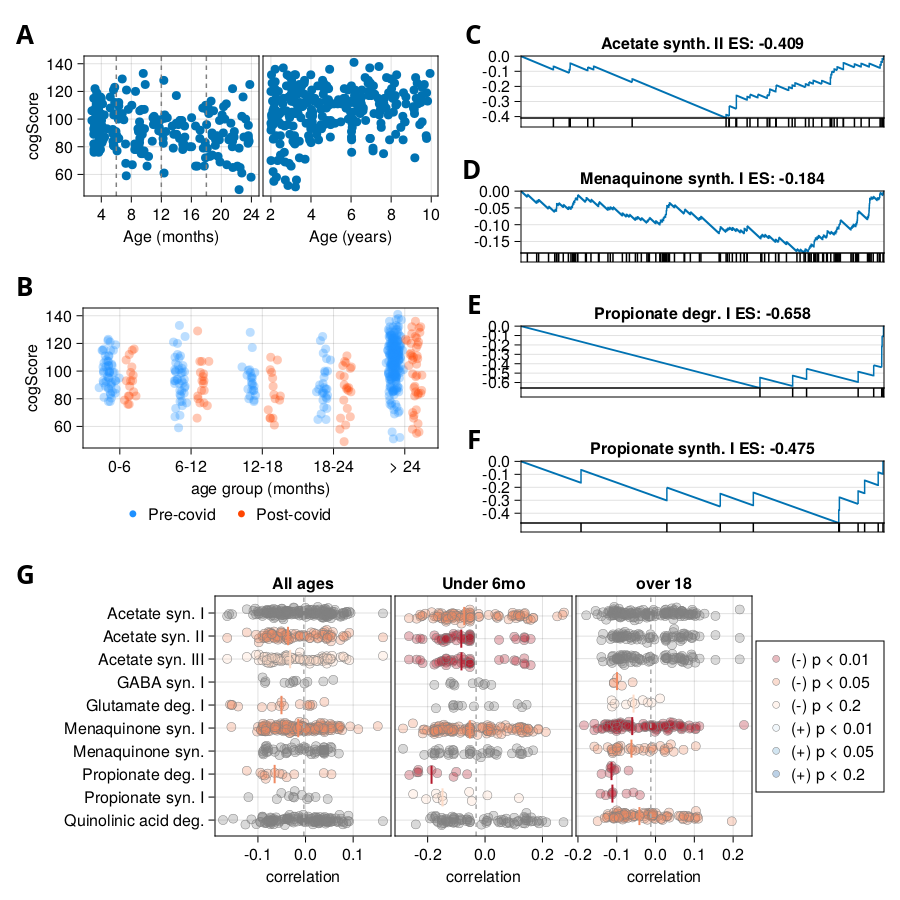 A
140
120
100
80
60
cogScore
4
8
12
16
20
24
2
4
6
8
10
Age (months)
Age (years)
B
140
120
100
80
60
cogScore
0-6
6-12
12-18
18-24
> 24
age group (months)
Pre-covid
Post-covid
C
Acetate synth. II ES: -0.409
0.0
-0.1
-0.2
-0.3
-0.4
D
Menaquinone synth. I ES: -0.184
0.00
-0.05
-0.10
-0.15
E
Propionate degr. I ES: -0.658
0.0
-0.1
-0.2
-0.3
-0.4
-0.5
-0.6
F
Propionate synth. I ES: -0.475
0.0
-0.1
-0.2
-0.3
-0.4
G
All ages
Under 6mo
over 18
Acetate syn. I
Acetate syn. II
Acetate syn. III
GABA syn. I
Glutamate deg. I
Menaquinone syn. I
Menaquinone syn.
Propionate deg. I
Propionate syn. I
Quinolinic acid deg.
-0.1
0.0
0.1
-0.2
0.0
0.2
-0.2
-0.1
0.0
0.1
0.2
correlation
correlation
correlation
(-) p < 0.01
(-) p < 0.05
(-) p < 0.2
(+) p < 0.01
(+) p < 0.05
(+) p < 0.2